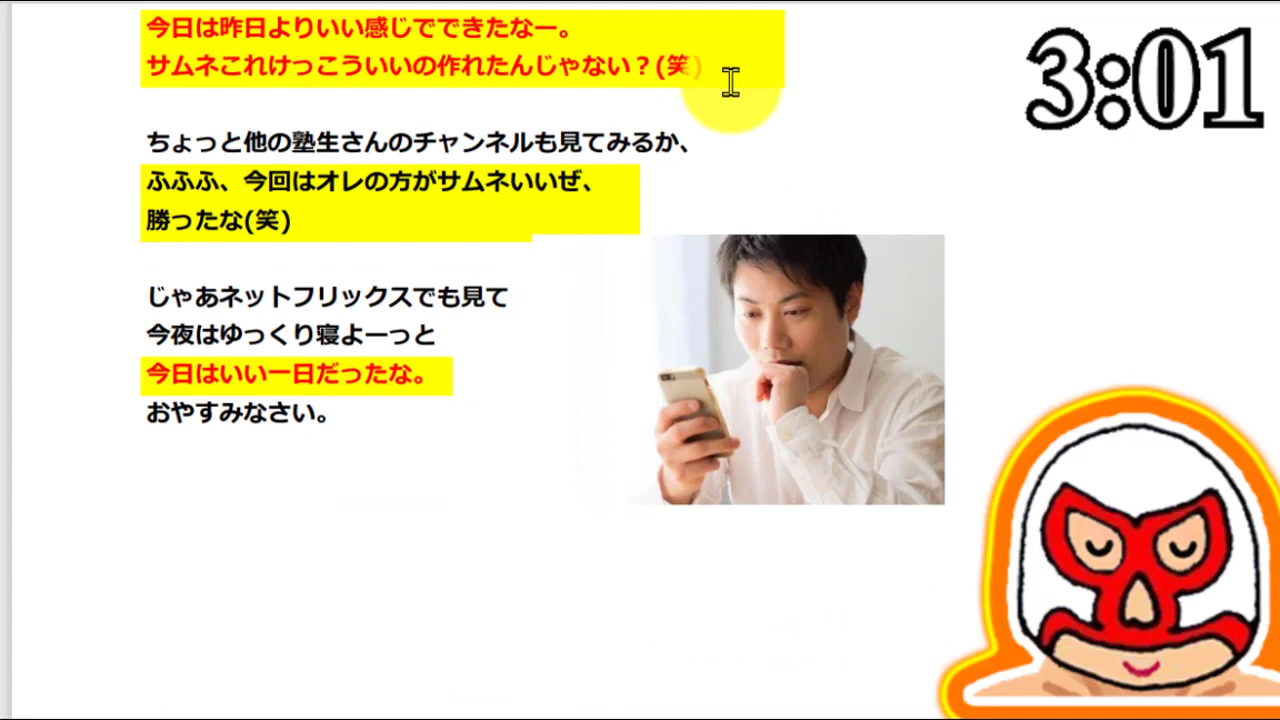 今日は昨日よりいい感じでできたなー。
サムネこれけっこういいの作れたんじゃない？(笑)
ちょっと他の塾生さんのチャンネルも見てみるか、
ふふふ、今回はオレの方がサムネいいぜ、
勝ったな(笑)
じゃあネットフリックスでも見て
今夜はゆっくり寝よーっと
今日はいい一日だったな。
おやすみなさい。
3:01